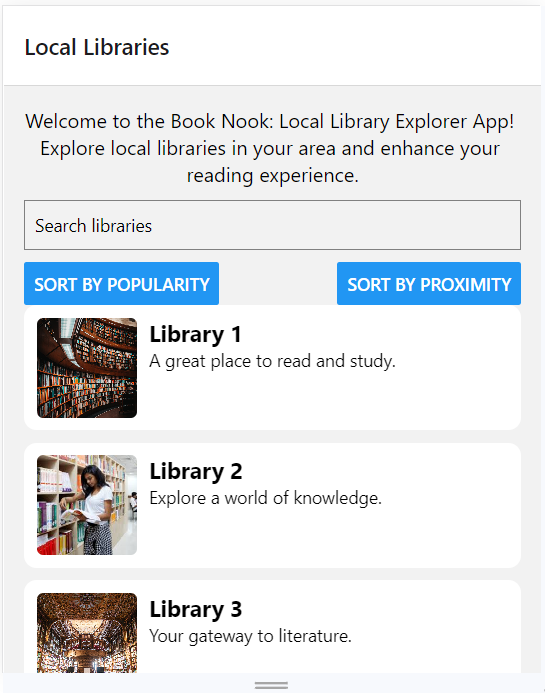 Local Libraries
Welcome to the Book Nook: Local Library Explorer App!
Explore local libraries in your area and enhance your
reading experience.
Search libraries
SORT BY POPULARITY
SORT BY PROXIMITY
Library 1
A great place to read and study.
Library 2
Explore a world of knowledge.
Library 3
Your gateway to literature.